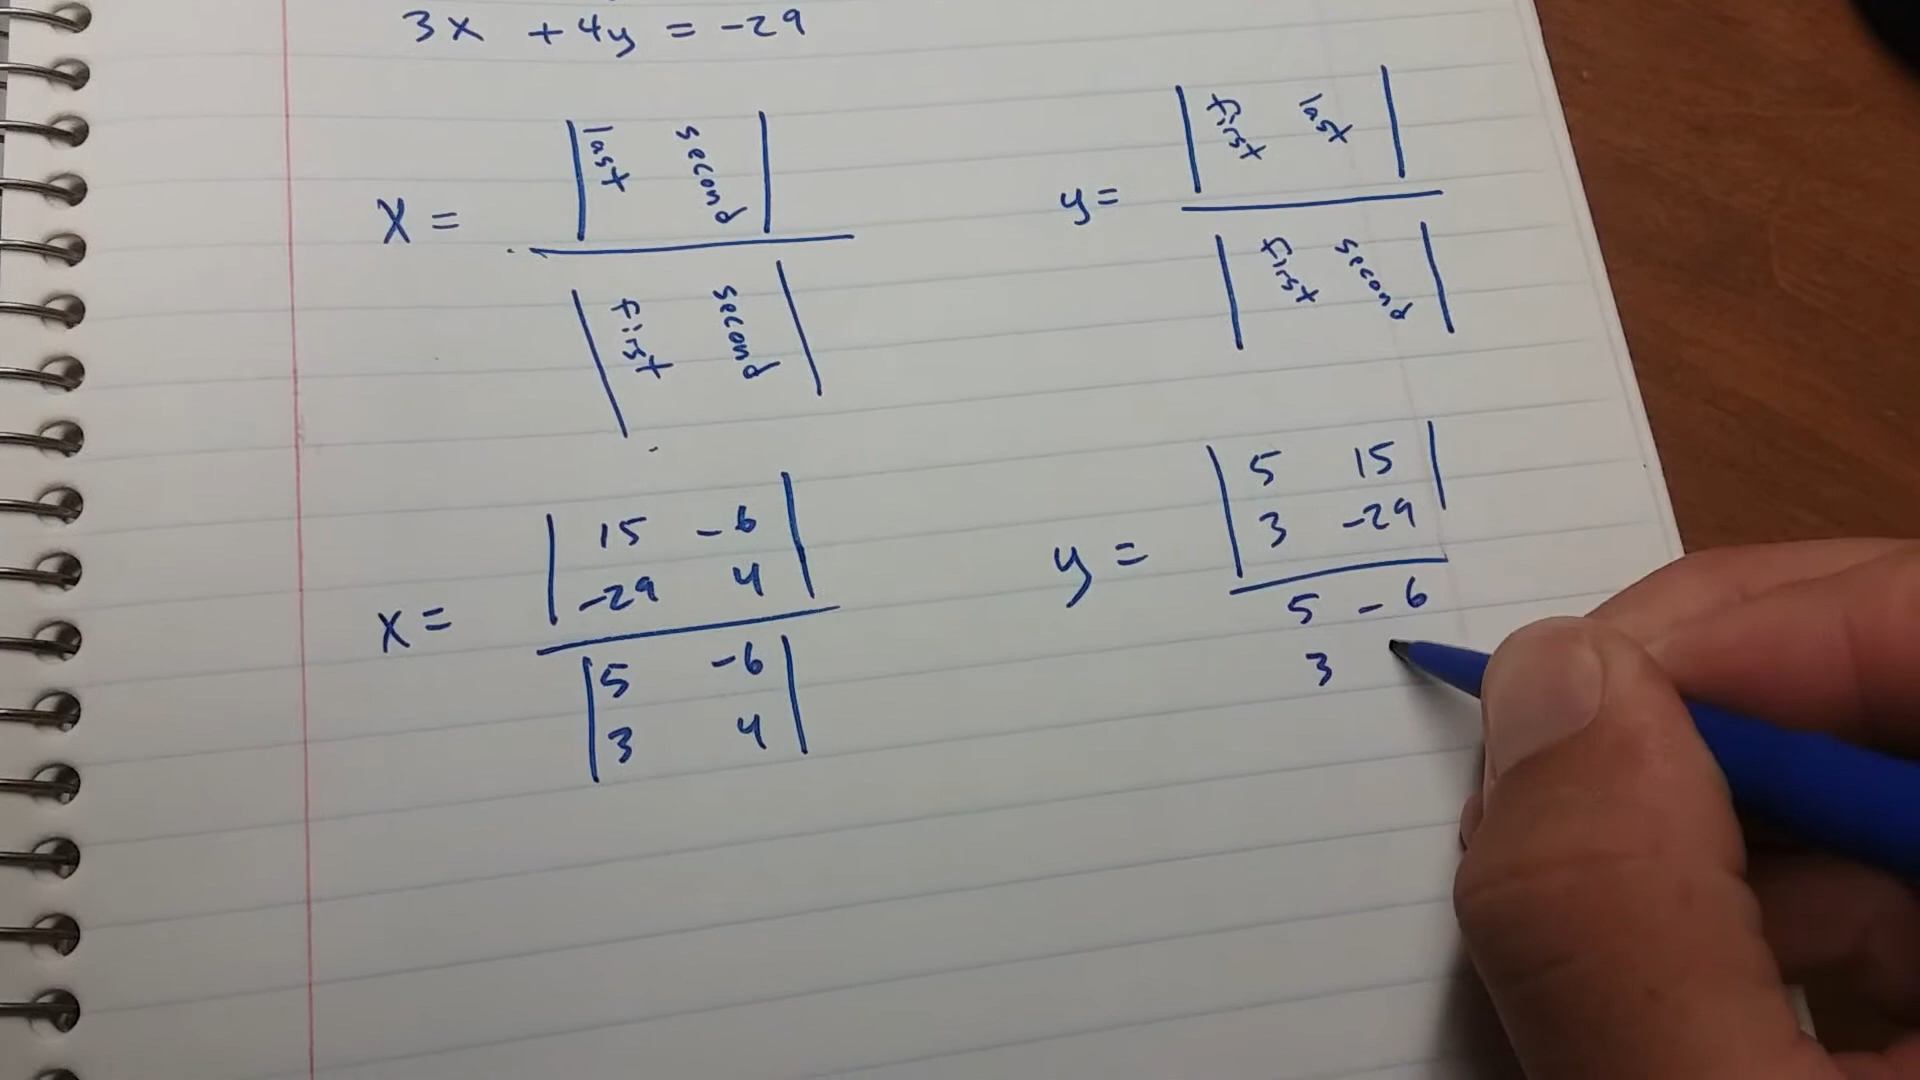 3x + 4y = -29
x = | last second |
| first second |
y = | first last |
| first second |
x = | 15 -6 |
| -29 4 |
| 5 -6 |
| 3 4 |
y = | 5 15 |
| 3 -29 |
5 -6
3